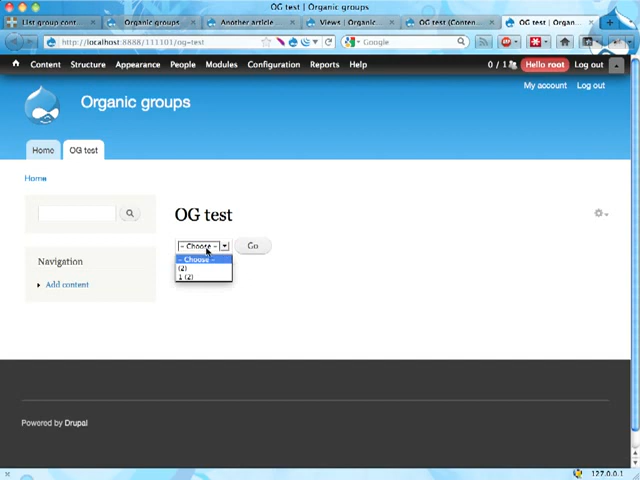 OG test | Organic groups
List group cont...
Organic groups
Another article
Views | Organic...
OG test (Conten...
OG test | Organ...
http://localhost:8888/111101/og-test
Google
Content Structure Appearance People Modules Configuration Reports Help
0 / 1
Hello root
Log out
My account
Log out
Organic groups
Home
OG test
Home
OG test
- Choose -
Go
- Choose -
(2)
1 (2)
Navigation
Add content
Powered by Drupal
127.0.0.1